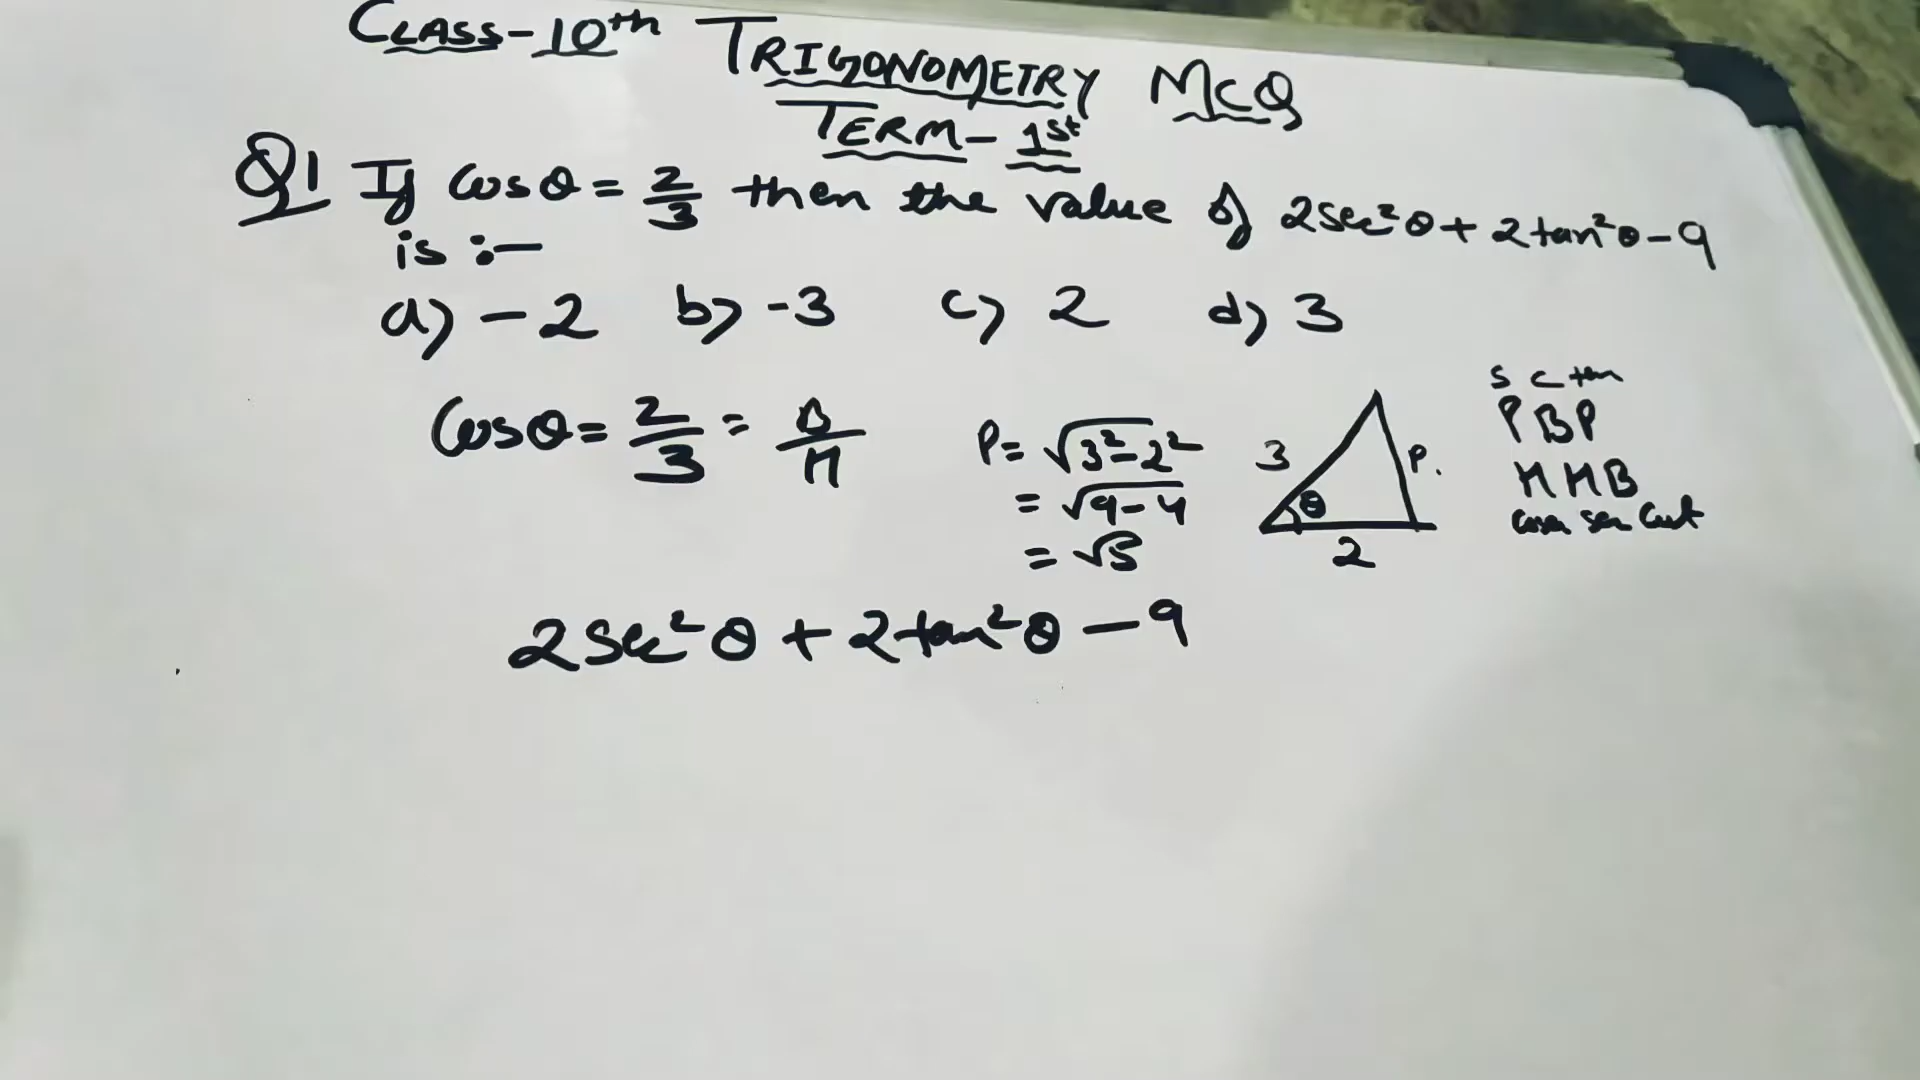 CLASS-10th TRIGONOMETRY MCQ
TERM-1st
Q1 If cosθ = 2/3 then the value of 2sec²θ + 2tan²θ - 9
is :-
a) -2 b) -3 c) 2 d) 3
Cosθ = 2/3 = B/H
P = √3²-2²
= √9-4
= √5
3 θ P. 2
S C tan
P B P
H H B
cosec sec cot
2sec²θ + 2tan²θ - 9